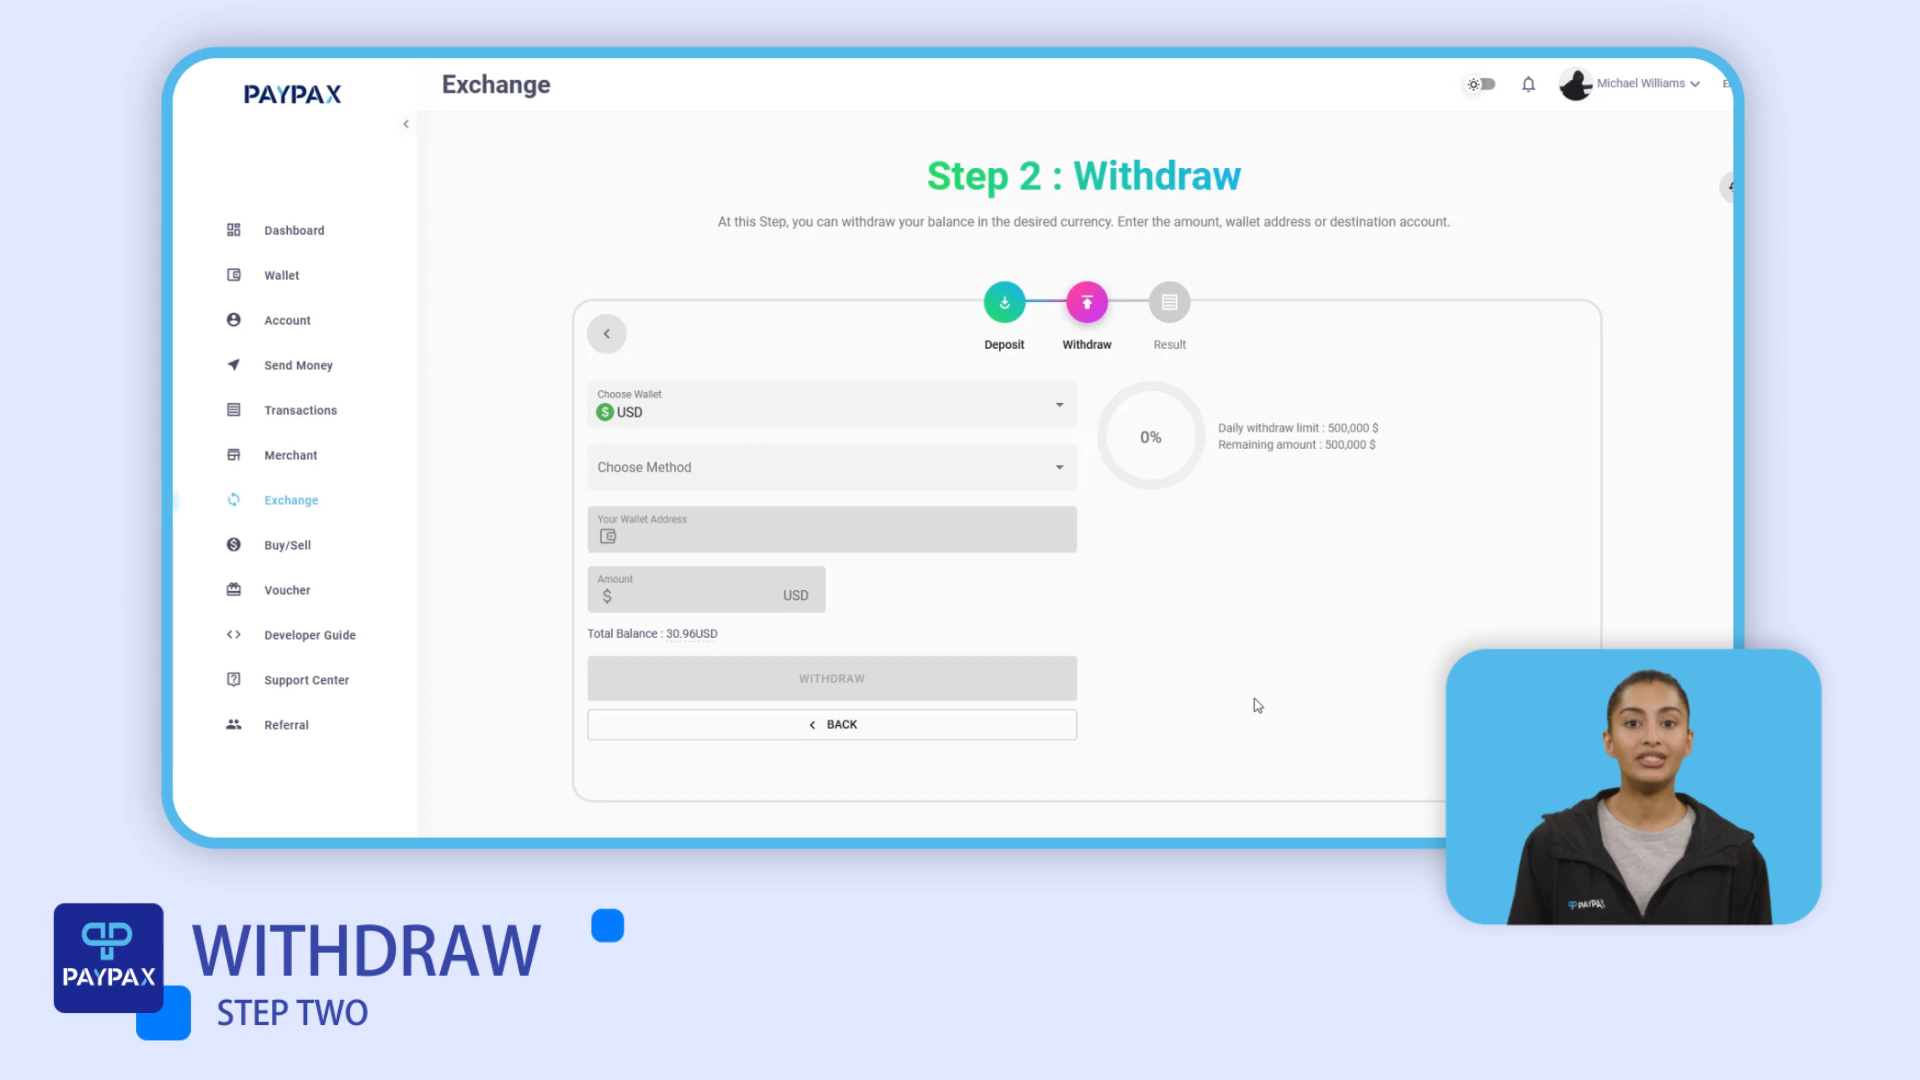 PAYPAX
Exchange
Michael Williams
Step 2 : Withdraw
At this Step, you can withdraw your balance in the desired currency. Enter the amount, wallet address or destination account.
Dashboard
Wallet
Account
Send Money
Transactions
Merchant
Exchange
Buy/Sell
Voucher
Developer Guide
Support Center
Referral
Deposit
Withdraw
Result
Choose Wallet
$ USD
Choose Method
Your Wallet Address
Amount
$ USD
Total Balance : 30.96USD
WITHDRAW
BACK
0%
Daily withdraw limit : 500,000 $
Remaining amount : 500,000 $
PAYPAX
PAYPAX
WITHDRAW
STEP TWO